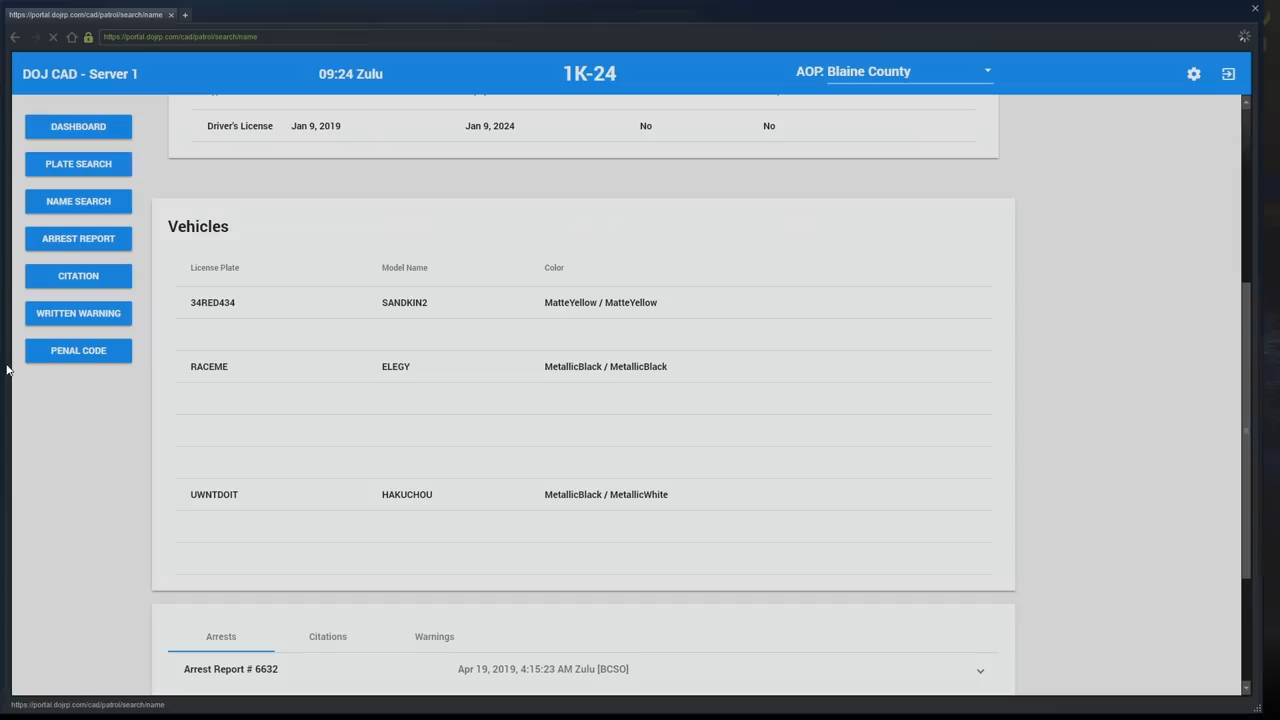 https://portal.dojrp.com/cad/patrol/search/name
https://portal.dojrp.com/cad/patrol/search/name
DOJ CAD - Server 1 09:24 Zulu 1K-24 AOP: Blaine County
DASHBOARD
PLATE SEARCH
NAME SEARCH
ARREST REPORT
CITATION
WRITTEN WARNING
PENAL CODE
Driver's License Jan 9, 2019 Jan 9, 2024 No No
Vehicles
License Plate Model Name Color
34RED434 SANDKIN2 MatteYellow / MatteYellow
RACEME ELEGY MetallicBlack / MetallicBlack
UWNTDOIT HAKUCHOU MetallicBlack / MetallicWhite
Arrests Citations Warnings
Arrest Report # 6632 Apr 19, 2019, 4:15:23 AM Zulu [BCSO]
https://portal.dojrp.com/cad/patrol/search/name